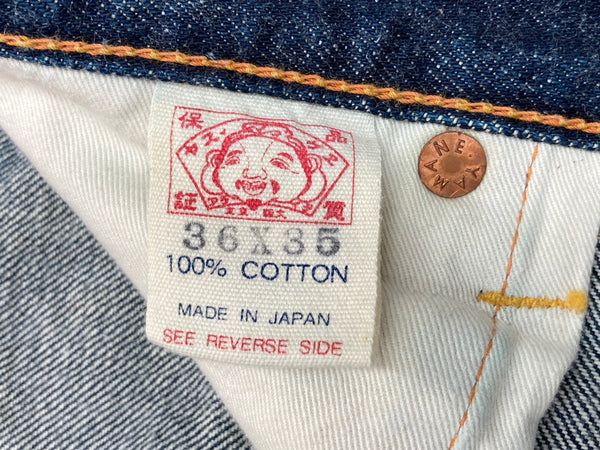 保 品
証 質
36X35
100% COTTON
MADE IN JAPAN
SEE REVERSE SIDE
YAMANE